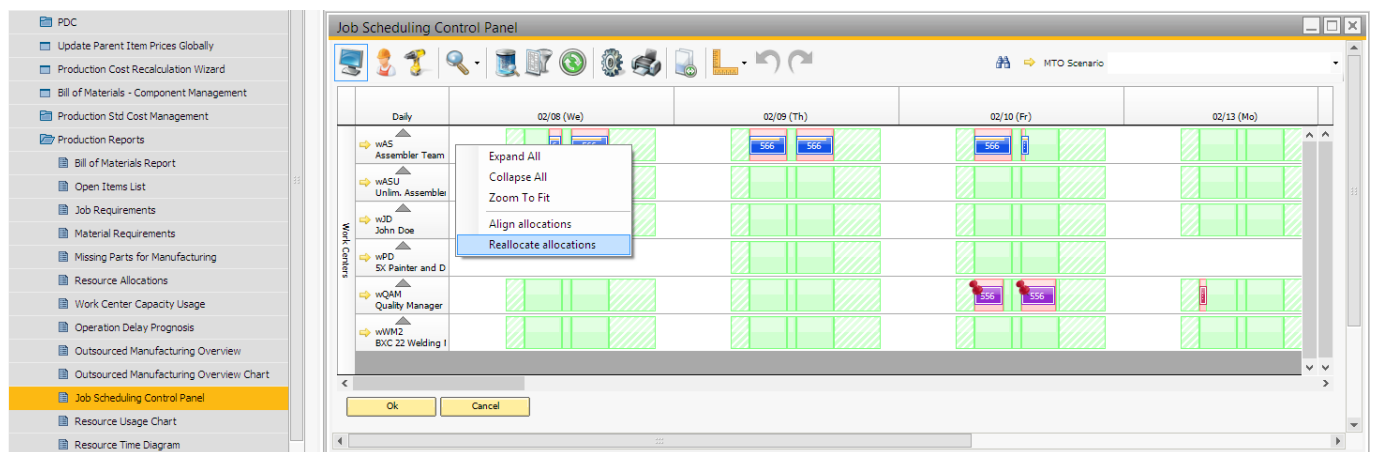 PDC
Update Parent Item Prices Globally
Production Cost Recalculation Wizard
Bill of Materials - Component Management
Production Std Cost Management
Production Reports
Bill of Materials Report
Open Items List
Job Requirements
Material Requirements
Missing Parts for Manufacturing
Resource Allocations
Work Center Capacity Usage
Operation Delay Prognosis
Outsourced Manufacturing Overview
Outsourced Manufacturing Overview Chart
Job Scheduling Control Panel
Resource Usage Chart
Resource Time Diagram
Job Scheduling Control Panel
MTO Scenario
Daily
02/08 (We)
02/09 (Th)
02/10 (Fr)
02/13 (Mo)
Work Centers
wAS
Assembler Team
566
566
566
wASU
Unlim. Assembler
wJD
John Doe
wPD
5X Painter and D
wQAM
Quality Manager
556
556
wWM2
BXC 22 Welding
Expand All
Collapse All
Zoom To Fit
Align allocations
Reallocate allocations
Ok
Cancel